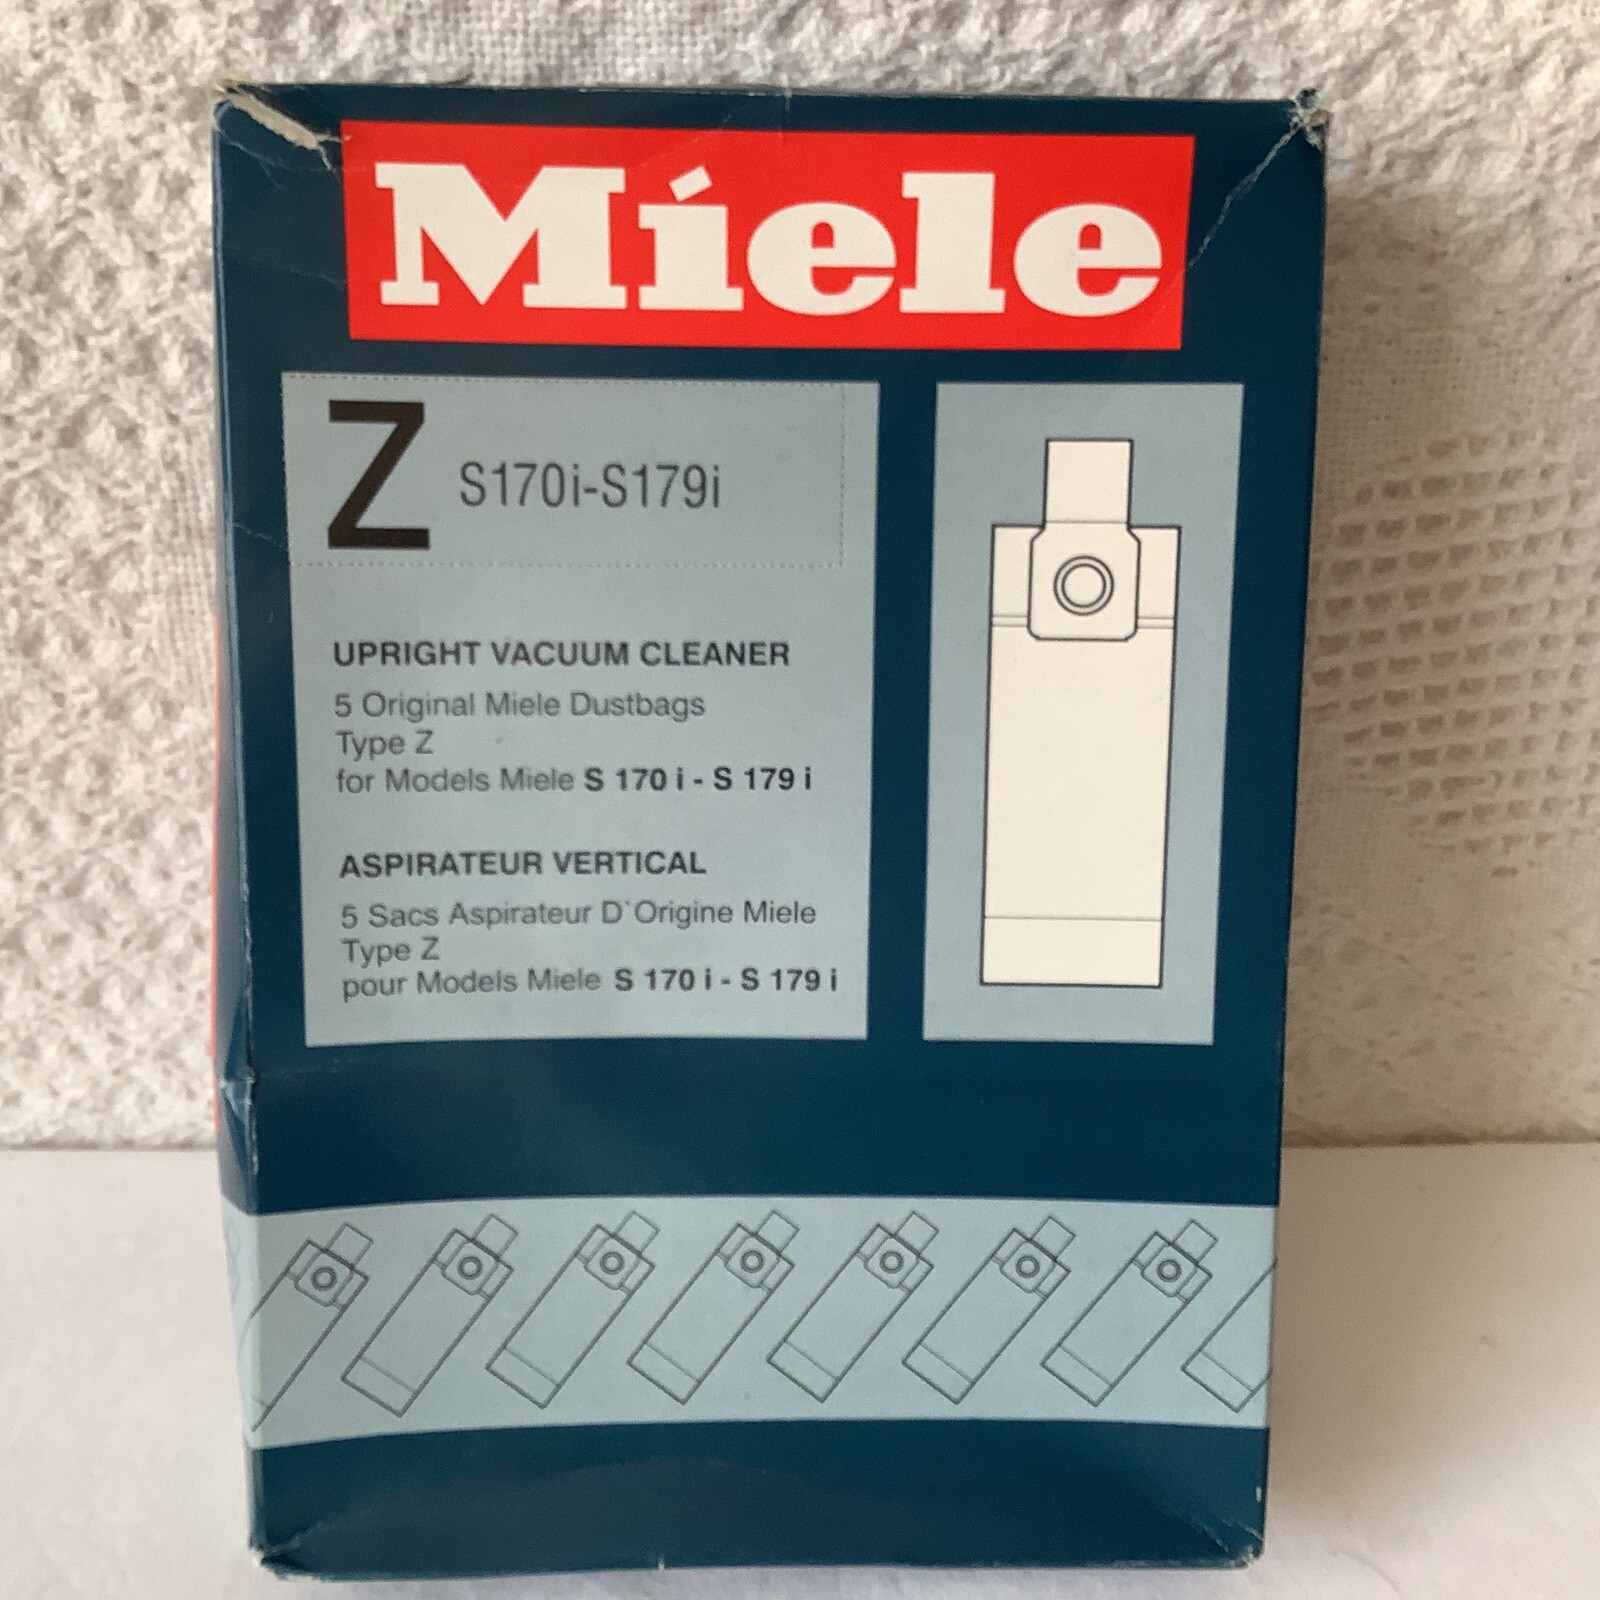 Miele
Z S170i-S179i
UPRIGHT VACUUM CLEANER
5 Original Miele Dustbags
Type Z
for Models Miele S 170 i - S 179 i
ASPIRATEUR VERTICAL
5 Sacs Aspirateur D`Origine Miele
Type Z
pour Models Miele S 170 i - S 179 i